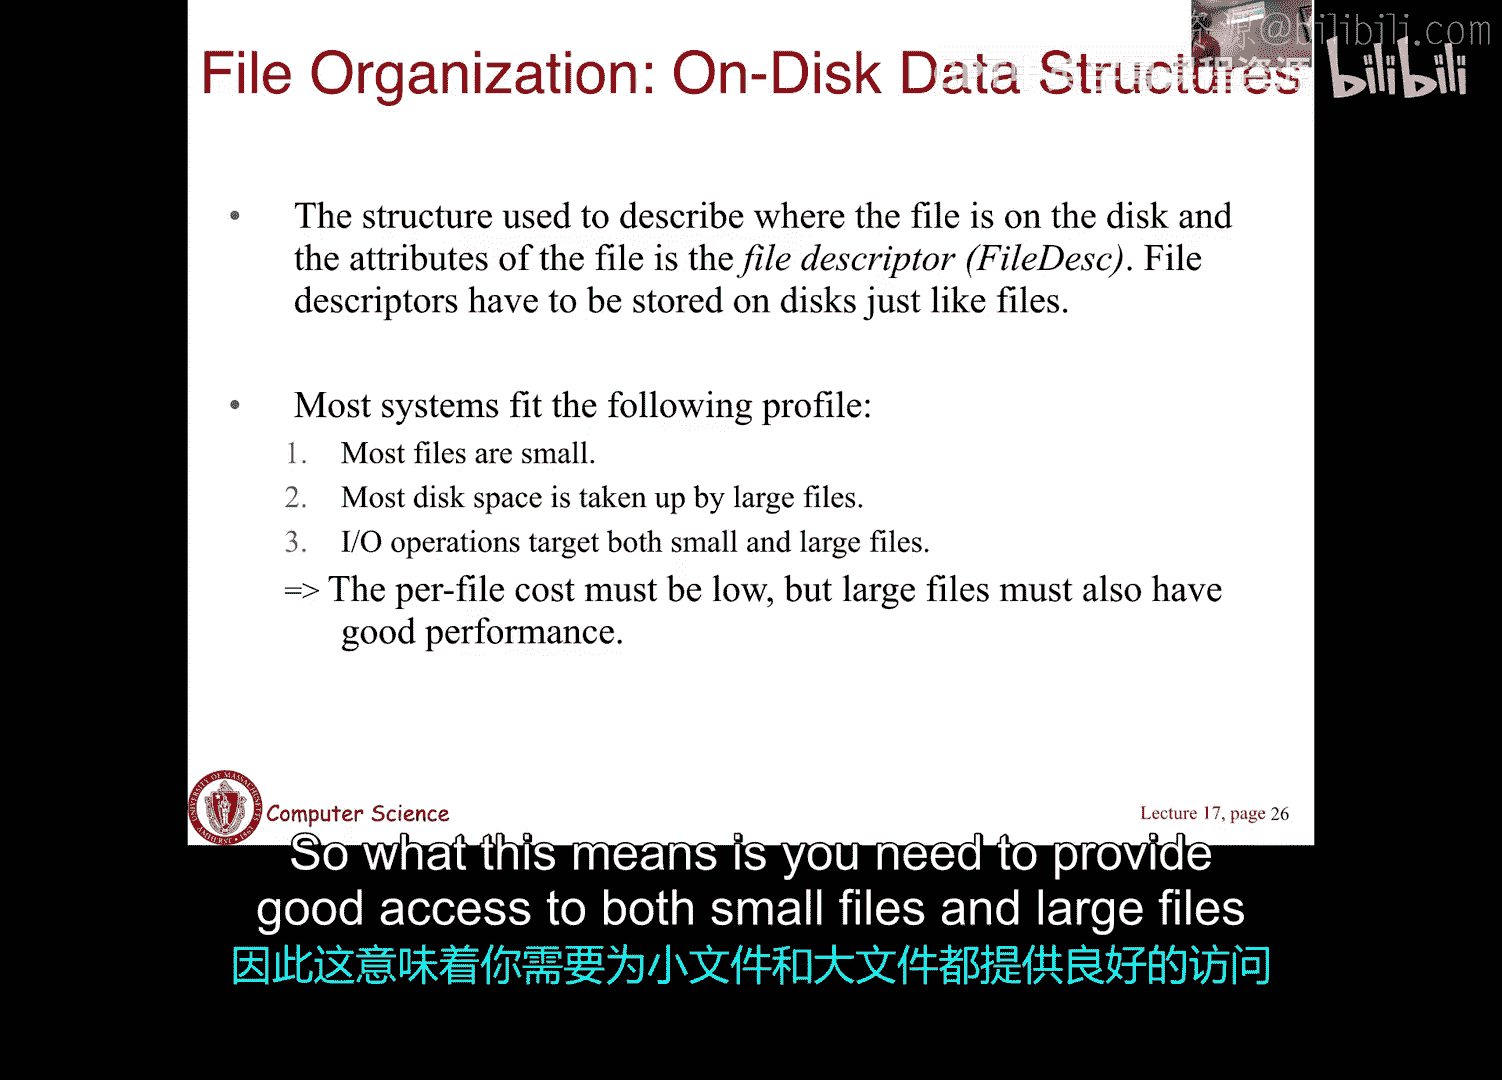 File Organization: On-Disk Data Structures
@bilibili.com
bilibili
• The structure used to describe where the file is on the disk and
the attributes of the file is the file descriptor (FileDesc). File
descriptors have to be stored on disks just like files.
• Most systems fit the following profile:
1. Most files are small.
2. Most disk space is taken up by large files.
3. I/O operations target both small and large files.
=> The per-file cost must be low, but large files must also have
good performance.
UNIVERSITY OF MASSACHUSETTS
AMHERST • 1863
Computer Science
Lecture 17, page 26
So what this means is you need to provide
good access to both small files and large files
因此这意味着你需要为小文件和大文件都提供良好的访问